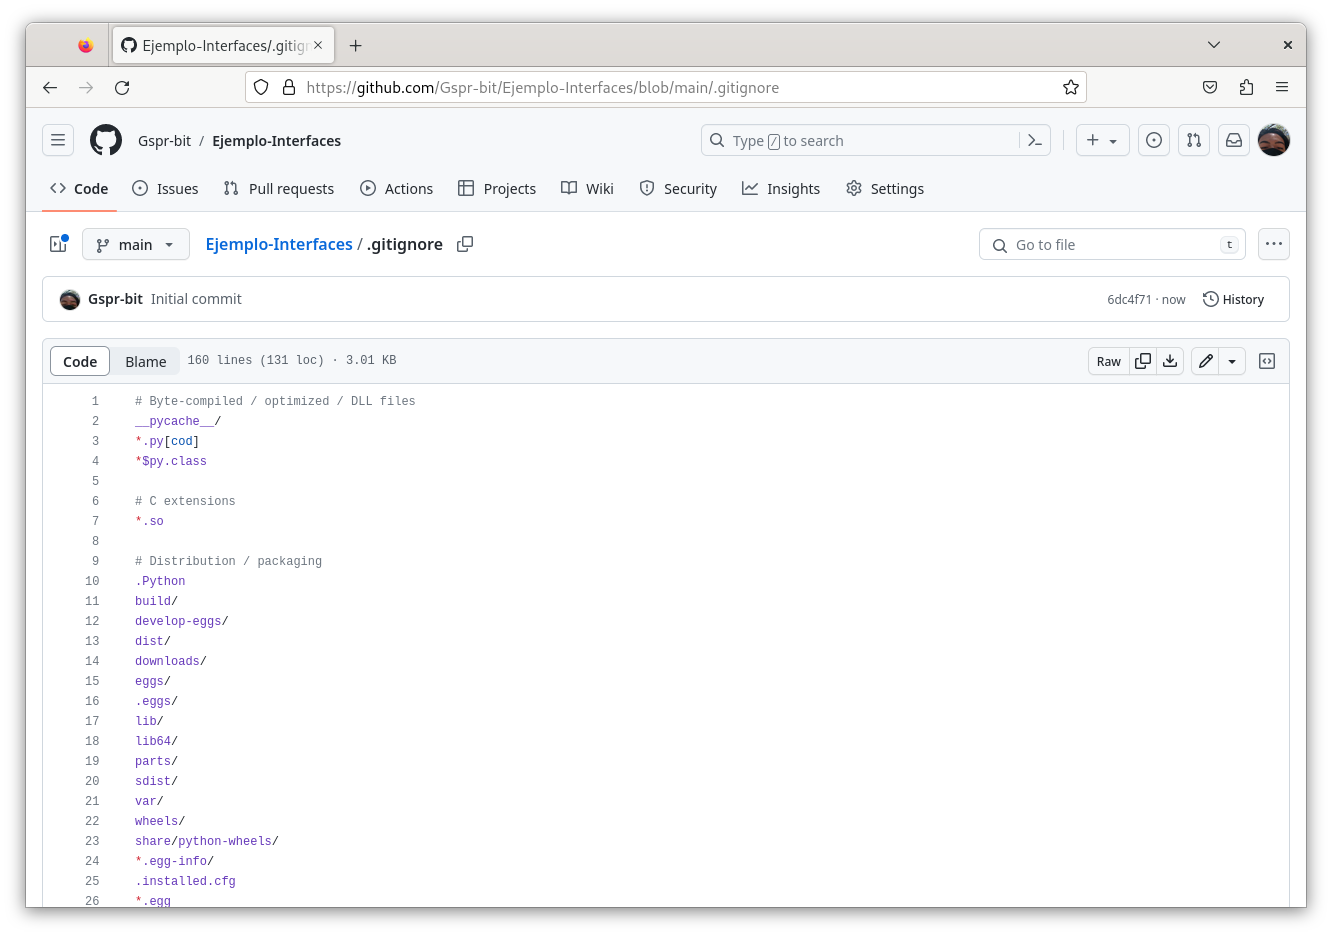 Ejemplo-Interfaces/.gitign
https://github.com/Gspr-bit/Ejemplo-Interfaces/blob/main/.gitignore
Gspr-bit / Ejemplo-Interfaces
Type / to search
Code Issues Pull requests Actions Projects Wiki Security Insights Settings
main Ejemplo-Interfaces / .gitignore
Go to file t
Gspr-bit Initial commit
6dc4f71 · now History
Code Blame 160 lines (131 loc) · 3.01 KB
Raw
1 # Byte-compiled / optimized / DLL files
2 __pycache__/
3 *.py[cod]
4 *$py.class
5
6 # C extensions
7 *.so
8
9 # Distribution / packaging
10 .Python
11 build/
12 develop-eggs/
13 dist/
14 downloads/
15 eggs/
16 .eggs/
17 lib/
18 lib64/
19 parts/
20 sdist/
21 var/
22 wheels/
23 share/python-wheels/
24 *.egg-info/
25 .installed.cfg
26 *.egg